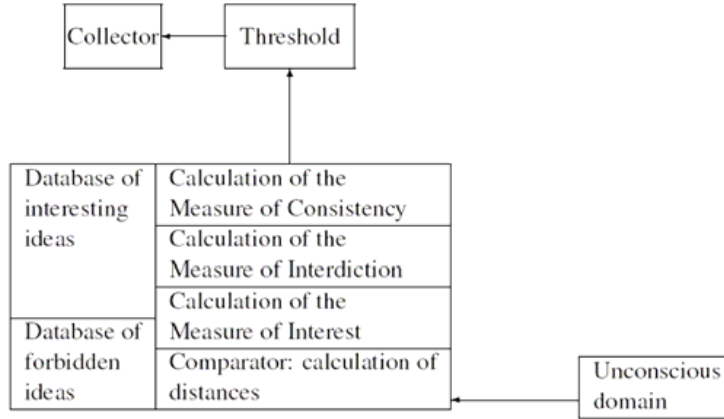 Collector
Threshold
Database of
interesting
ideas
Calculation of the
Measure of Consistency
Calculation of the
Measure of Interdiction
Calculation of the
Measure of Interest
Database of
forbidden
ideas
Comparator: calculation of
distances
Unconscious
domain